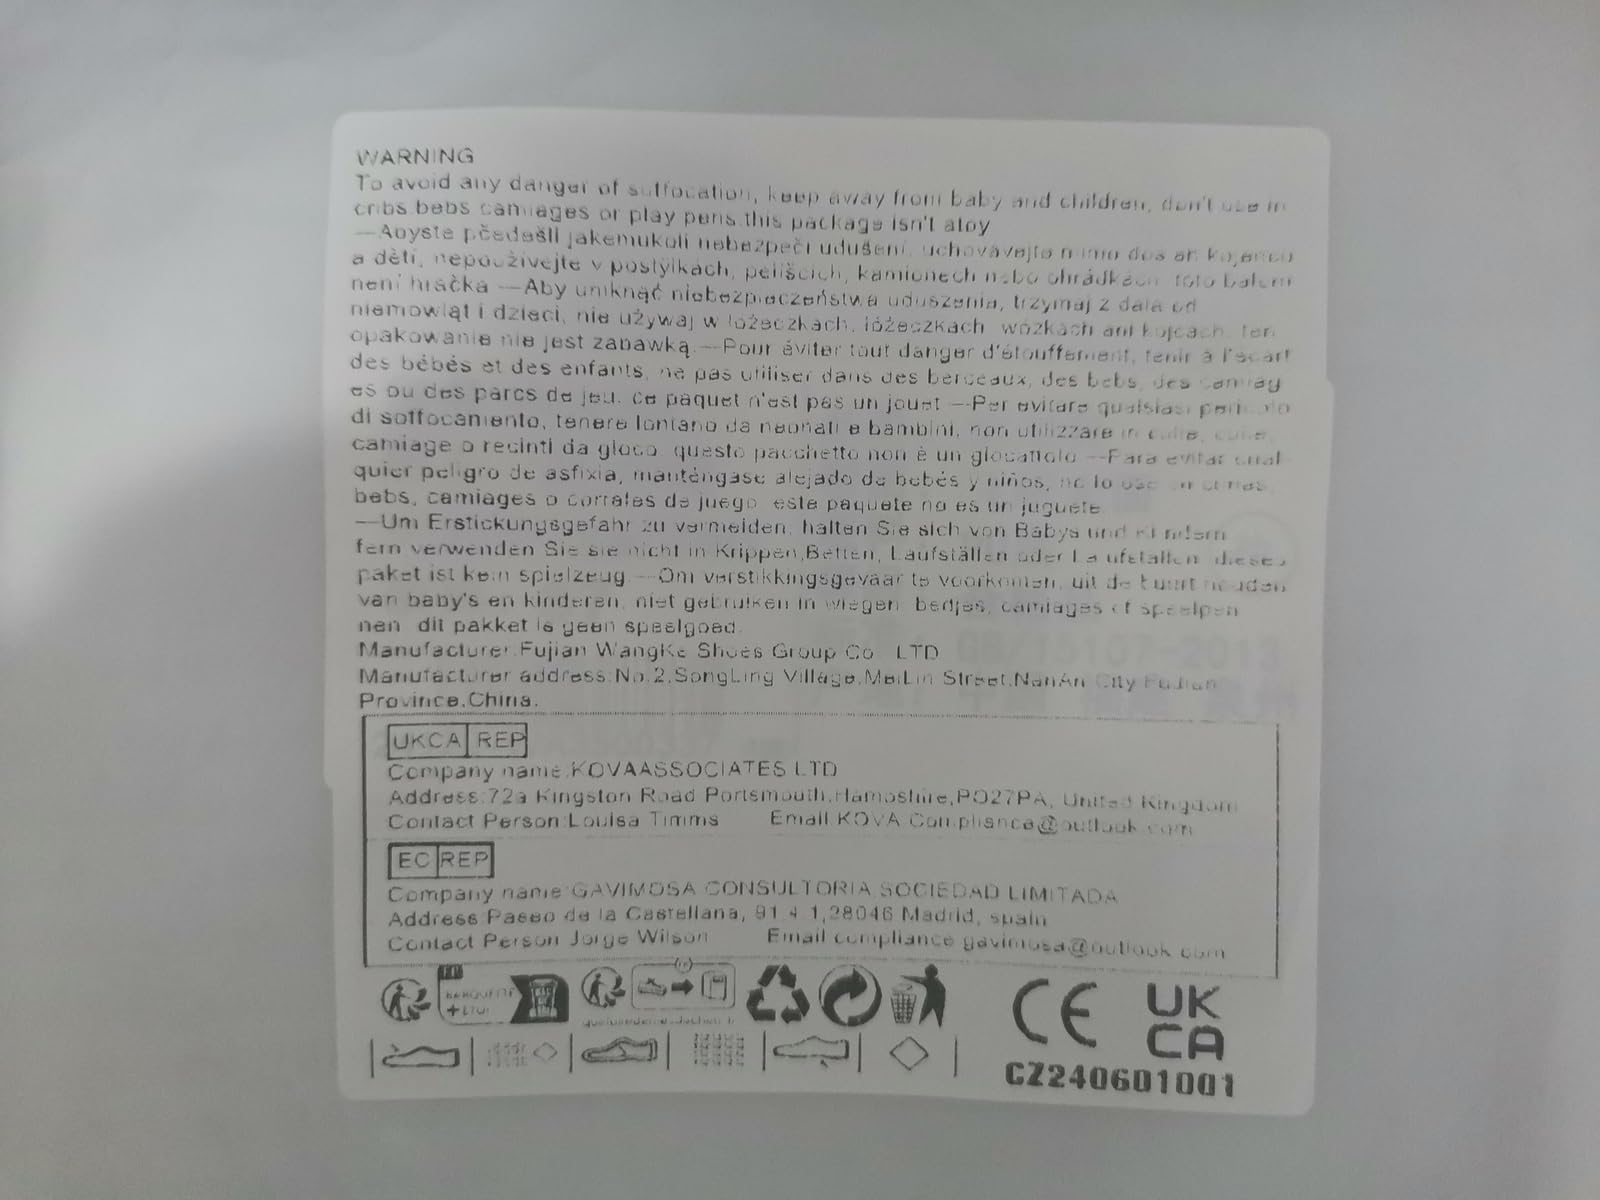 WARNING
To avoid any danger of suffocation, keep away from baby and children, don't use in
cribs.bebs camiages or play pens.this package isn't atoy
—Abyste pčedešli jakémukoli nebezpečí udušení, uchovávejte mimo dosah kojenců
a dětí, nepoužívejte v postýlkách, pelíšcích, kamionech nebo ohrádkách toto balení
není hračka —Aby uniknąć niebezpieczeństwa uduszenia, trzymaj z dala od
niemowląt i dzieci, nie używaj w łóżeczkach, łóżeczkach wózkach ani kojcach, ten
opakowanie nie jest zabawką.—Pour éviter tout danger d'étouffement, tenir à l'écart
des bébés et des enfants, ne pas utiliser dans des berceaux, des bebs, des camiag
es ou des parcs de jeu. ce paquet n'est pas un jouet —Per evitare qualsiasi pericolo
di soffocamento, tenere lontano da neonati e bambini, non utilizzare in
camiage o recinti da gioco. questo pacchetto non è un giocattolo —Para evitar cual
quier peligro de asfixia, manténgase alejado de bebés y niños, no lo use en cunas,
bebs, camiages o corrales de juego este paquete no es un juguete
—Um Erstickungsgefahr zu vermeiden, halten Sie sich von Babys und Kindern
fern verwenden Sie sie nicht in Krippen,Betten, Laufställen oder La ufställen dieses
paket ist kein spielzeug.—Om verstikkingsgevaar te voorkomen, uit de buurt houden
van baby's en kinderen, niet gebruiken in wiegen, bedjes, camiages of speelpen
nen dit pakket is geen speelgoed.
Manufacturer:Fujian WangKe Shoes Group Co LTD
Manufacturer address:No.2,SongLing Village,MeiLin Street,NanAn City FuJian
Province,China.
UKCA REP
Company name:KOVAASSOCIATES LTD
Address:72a Kingston Road Portsmouth,Hampshire,PO27PA, United Kingdom
Contact Person:Louisa Timms Email KOVA.Compliance@outlook.com
EC REP
Company name:GAVIMOSA CONSULTORIA,SOCIEDAD LIMITADA
Address:Paseo de la Castellana, 91 4 1,28046 Madrid, spain
Contact Person Jorge Wilson Email compliance gavimosa@outlook com
FR
BARQUETTE
+ ÉTUI
CE UK
CA
CZ240601001